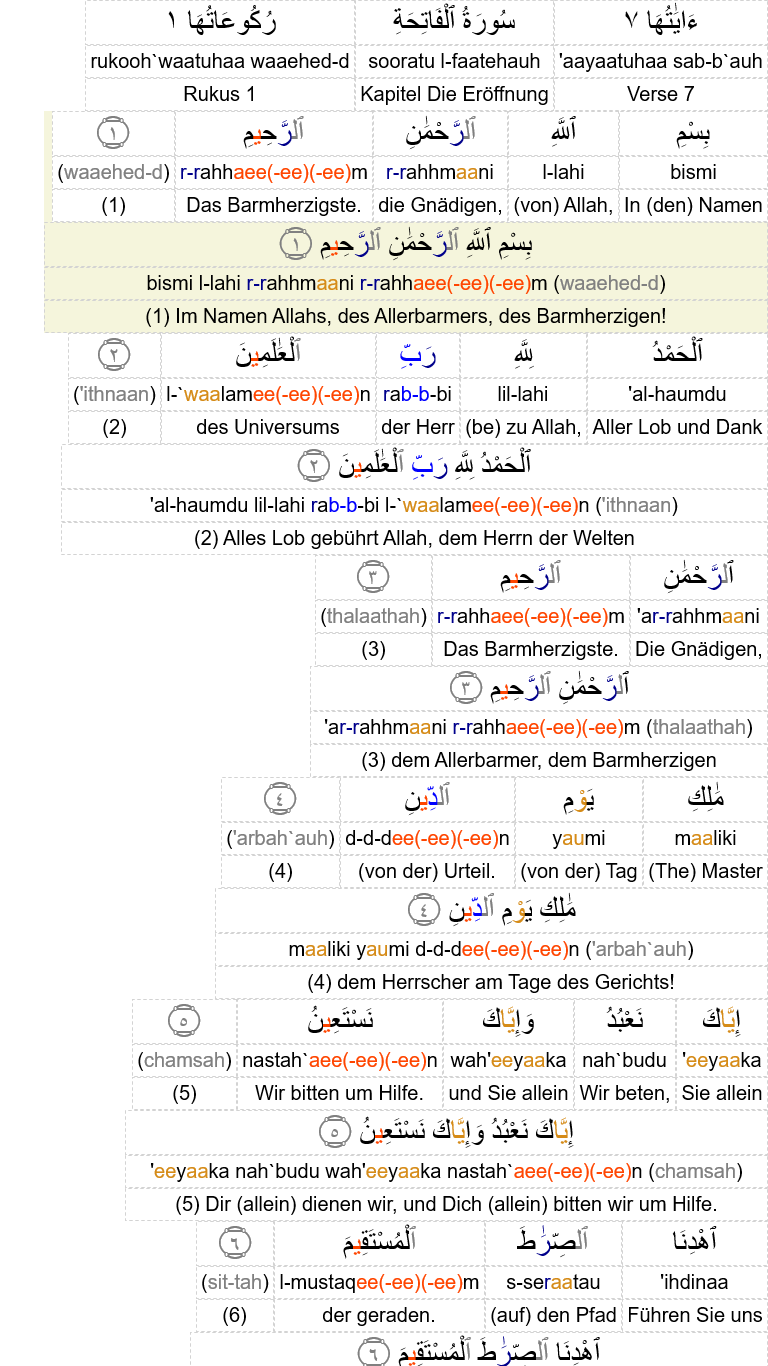 ءَايَٰتُهَا ٧ سُورَةُ ٱلْفَاتِحَةِ رُكُوعَاتُهَا ١
rukooh`waatuhaa waaehed-d sooratu l-faatehauh 'aayaatuhaa sab-b`auh
Rukus 1 Kapitel Die Eröffnung Verse 7
بِسْمِ ٱللَّهِ ٱلرَّحْمَٰنِ ٱلرَّحِيمِ ١
(waaehed-d) r-rahhaee(-ee)(-ee)m r-rahhmaani l-lahi bismi
(1) Das Barmherzigste. die Gnädigen, (von) Allah, In (den) Namen
بِسْمِ ٱللَّهِ ٱلرَّحْمَٰنِ ٱلرَّحِيمِ ١
bismi l-lahi r-rahhmaani r-rahhaee(-ee)(-ee)m (waaehed-d)
(1) Im Namen Allahs, des Allerbarmers, des Barmherzigen!
ٱلْحَمْدُ لِلَّهِ رَبِّ ٱلْعَٰلَمِينَ ٢
('ithnaan) l-`waalamee(-ee)(-ee)n rab-b-bi lil-lahi 'al-haumdu
(2) des Universums der Herr (be) zu Allah, Aller Lob und Dank
ٱلْحَمْدُ لِلَّهِ رَبِّ ٱلْعَٰلَمِينَ ٢
'al-haumdu lil-lahi rab-b-bi l-`waalamee(-ee)(-ee)n ('ithnaan)
(2) Alles Lob gebührt Allah, dem Herrn der Welten
ٱلرَّحْمَٰنِ ٱلرَّحِيمِ ٣
(thalaathah) r-rahhaee(-ee)(-ee)m 'ar-rahhmaani
(3) Das Barmherzigste. Die Gnädigen,
ٱلرَّحْمَٰنِ ٱلرَّحِيمِ ٣
'ar-rahhmaani r-rahhaee(-ee)(-ee)m (thalaathah)
(3) dem Allerbarmer, dem Barmherzigen
مَٰلِكِ يَوْمِ ٱلدِّينِ ٤
('arbah`auh) d-d-dee(-ee)(-ee)n yaumi maaliki
(4) (von der) Urteil. (von der) Tag (The) Master
مَٰلِكِ يَوْمِ ٱلدِّينِ ٤
maaliki yaumi d-d-dee(-ee)(-ee)n ('arbah`auh)
(4) dem Herrscher am Tage des Gerichts!
إِيَّاكَ نَعْبُدُ وَإِيَّاكَ نَسْتَعِينُ ٥
(chamsah) nastah`aee(-ee)(-ee)n wah'eeyaaka nah`budu 'eeyaaka
(5) Wir bitten um Hilfe. und Sie allein Wir beten, Sie allein
إِيَّاكَ نَعْبُدُ وَإِيَّاكَ نَسْتَعِينُ ٥
'eeyaaka nah`budu wah'eeyaaka nastah`aee(-ee)(-ee)n (chamsah)
(5) Dir (allein) dienen wir, und Dich (allein) bitten wir um Hilfe.
ٱهْدِنَا ٱلصِّرَٰطَ ٱلْمُسْتَقِيمَ ٦
(sit-tah) l-mustaqee(-ee)(-ee)m s-seraatau 'ihdinaa
(6) der geraden. (auf) den Pfad Führen Sie uns
ٱهْدِنَا ٱلصِّرَٰطَ ٱلْمُسْتَقِيمَ ٦